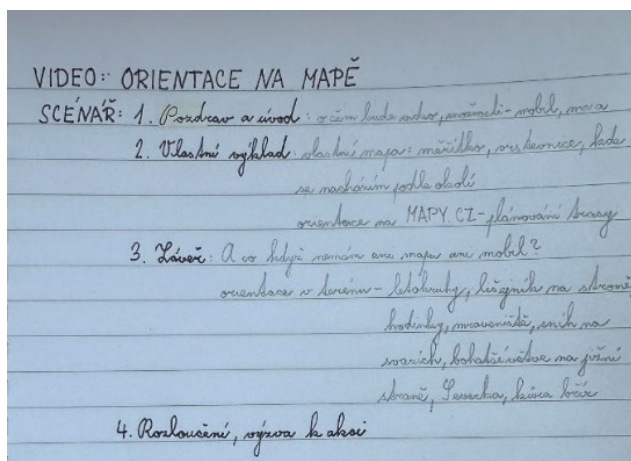 VIDEO: ORIENTACE NA MAPĚ
SCÉNÁŘ: 1. Pozdrav a úvod: o čem bude video, možnosti - mobil, mapa
2. Vlastní výklad: vlastní mapa: měřítko, vrstevnice, kde
se nacházím podle okolí
orientace na MAPY.CZ - plánování trasy
3. Závěr: A co když nemám ani mapu ani mobil?
orientace v terénu - letokruhy, lišejník na stromě
hodinky, mraveniště, sníh na
svazích, bohatší větve na jižní
straně, Severka, kůra bříz
4. Rozloučení, výzva k akci